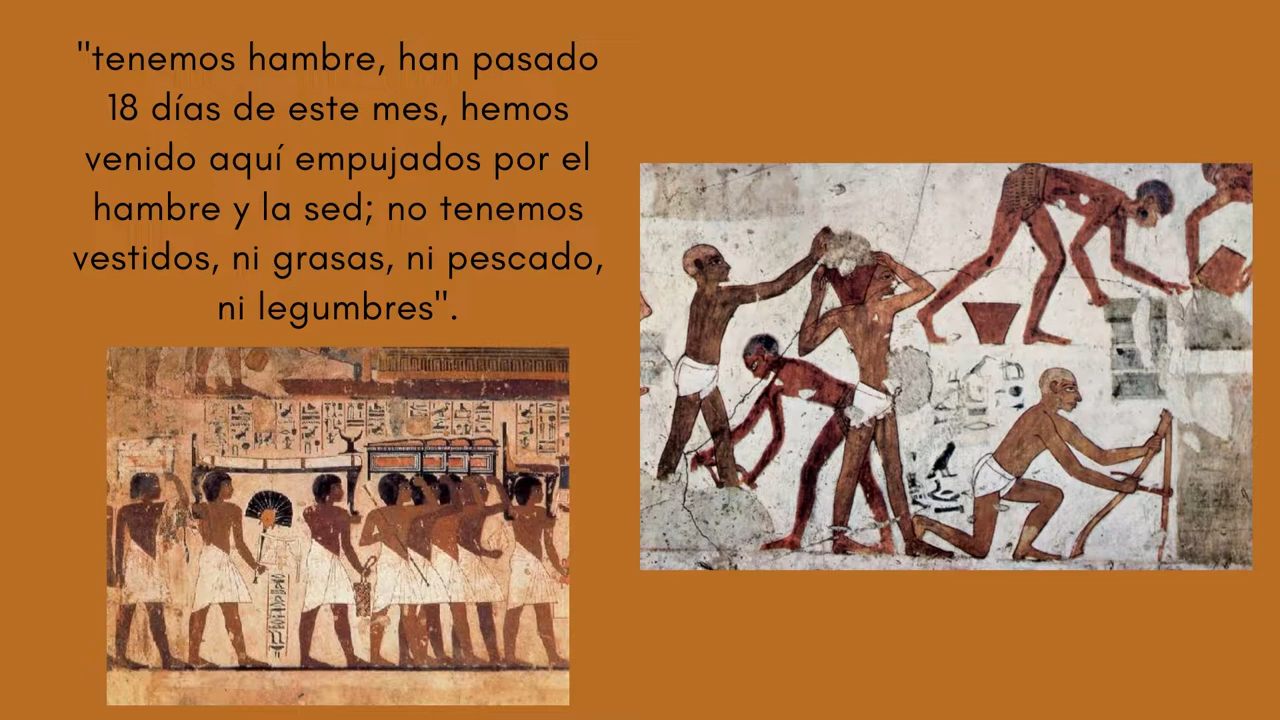 "tenemos hambre, han pasado
18 días de este mes, hemos
venido aquí empujados por el
hambre y la sed; no tenemos
vestidos, ni grasas, ni pescado,
ni legumbres".